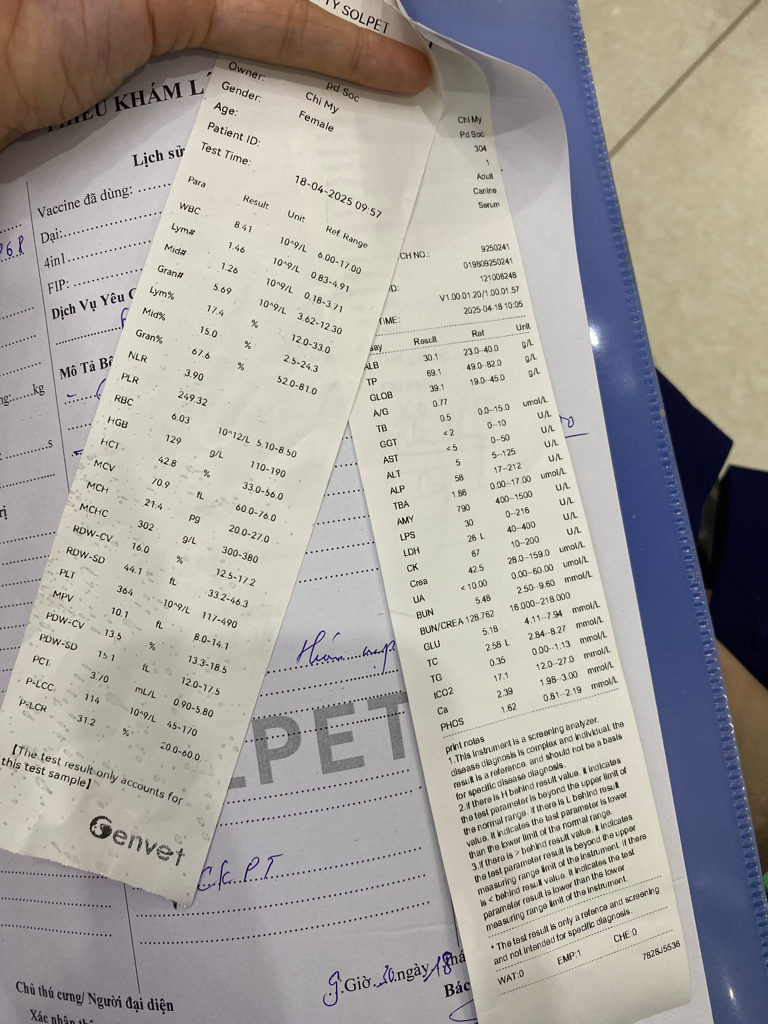 TY SOLPET
PHIẾU KHÁM L
Lịch sử
Vaccine đã dùng:
Dại:
4in1
FIP:
Dịch Vụ Yêu C
Mô Tả Bệ
kg
Owner: Pd Soc
Gender: Chi My
Age: Female
Patient ID:
Test Time: 18-04-2025 09:57
Para Result Unit Ref Range
WBC 8.41 10^9/L 6.00-17.00
Lym# 1.46 10^9/L 0.83-4.91
Mid# 1.26 10^9/L 0.18-3.71
Gran# 5.69 10^9/L 3.62-12.30
Lym% 17.4 % 12.0-33.0
Mid% 15.0 % 2.5-24.3
Gran% 67.6 % 52.0-81.0
NLR 3.90
PLR 249.32
RBC 6.03 10^12/L 5.10-8.50
HGB 129 g/L 110-190
HCT 42.8 % 33.0-56.0
MCV 70.9 fL 60.0-76.0
MCH 21.4 pg 20.0-27.0
MCHC 302 g/L 300-380
RDW-CV 16.0 % 12.5-17.2
RDW-SD 44.1 fL 33.2-46.3
PLT 364 10^9/L 117-490
MPV 10.1 fL 8.0-14.1
PDW-CV 13.5 % 13.3-18.5
PDW-SD 15.1 fL 12.0-17.5
PCT 3.70 mL/L 0.90-5.80
P-LCC 114 10^9/L 45-170
P-LCR 31.2 % 20.0-60.0
【The test result only accounts for
this test sample】
Genvet
Chi My
Pd Soc
304
1
Adult
Canine
Serum
CH NO.: 9250241
019809250241
ID: 121008248
V1.00.01.20/1.00.01.57
TIME: 2025-04-18 10:05
say Result Ref Unit
ALB 30.1 23.0--40.0 g/L
TP 69.1 49.0--82.0 g/L
GLOB 39.1 19.0--45.0 g/L
A/G 0.77
TB 0.5 0.0--15.0 umol/L
GGT <2 0--10 U/L
AST <5 0--50 U/L
ALT 5 5--125 U/L
ALP 58 17--212 U/L
TBA 1.86 0.00--17.00 umol/L
AMY 790 400--1500 U/L
LPS 30 0--216 U/L
LDH 26 L 40--400 U/L
CK 67 10--200 U/L
Crea 42.5 28.0--159.0 umol/L
UA <10.00 0.00--60.00 umol/L
BUN 5.48 2.50--9.60 mmol/L
BUN/CREA 128.762 16.000--218.000
GLU 5.18 4.11--7.94 mmol/L
TC 2.58 L 2.84--8.27 mmol/L
TG 0.35 0.00--1.13 mmol/L
tCO2 17.1 12.0--27.0 mmol/L
Ca 2.39 1.98--3.00 mmol/L
PHOS 1.62 0.81--2.19 mmol/L
print notes
1.This instrument is a screening analyzer.
disease diagnosis is complex and individual, the
result is a reference, and should not be a basis
for specific disease diagnosis.
2.if there is H behind result value. It indicates
the test parameter is beyond the upper limit of
the normal range. if there is L behind result
value. it indicates the test parameter is lower
than the lower limit of the normal range.
3.if there is > behind result value. it indicates
the test parameter result is beyond the upper
measuring range limit of the instrument. if there
is < behind result value. It indicates the test
parameter result is lower than the lower
measuring range limit of the instrument.
* The test result is only a refence and screening
and not intended for specific diagnosis.
WAT:0 EMP:1 CHE:0
7828J5536
LPET
CK PT
9 Giờ 30 ngày 18 thá
Chủ thú cưng/ Người đại diện
Bác
Xác nhận